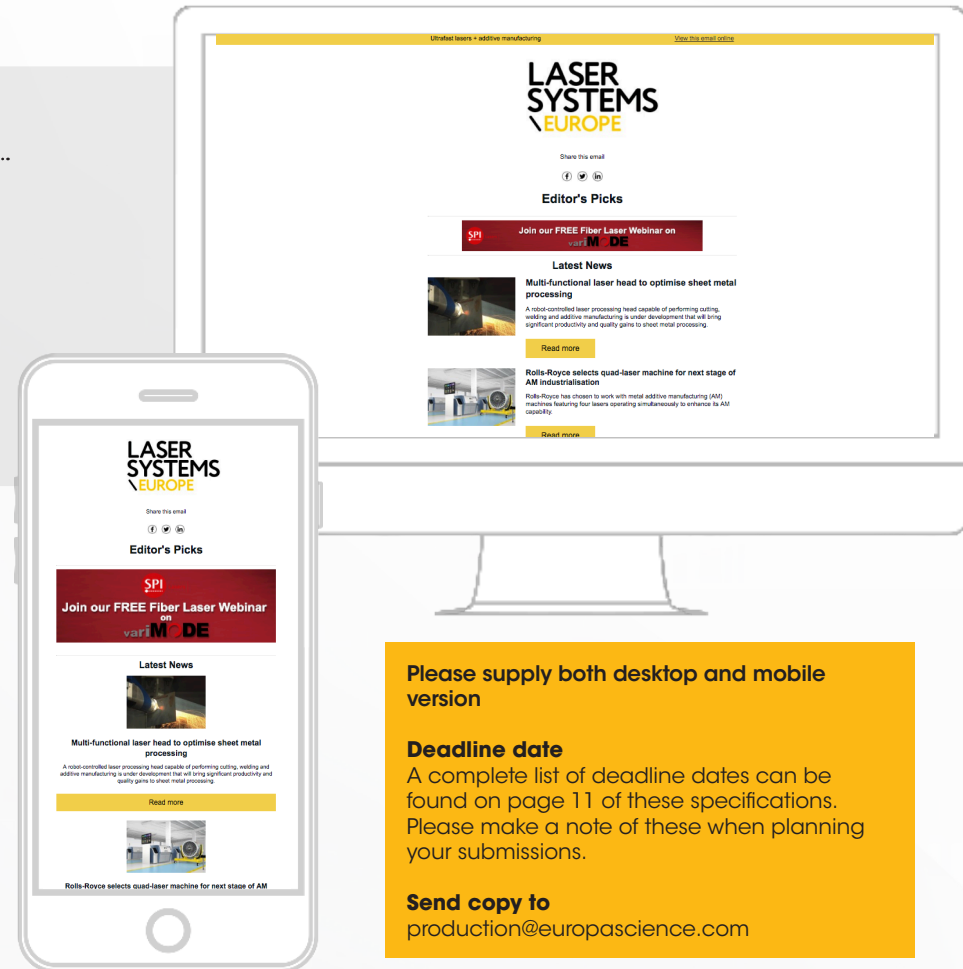 ..
Ultrafast lasers + additive manufacturing
View this email online
LASER
SYSTEMS
\EUROPE
Share this email
Editor's Picks
SPI
Join our FREE Fiber Laser Webinar on
variMODE
Latest News
Multi-functional laser head to optimise sheet metal
processing
A robot-controlled laser processing head capable of performing cutting,
welding and additive manufacturing is under development that will bring
significant productivity and quality gains to sheet metal processing.
Read more
Rolls-Royce selects quad-laser machine for next stage of
AM industrialisation
Rolls-Royce has chosen to work with metal additive manufacturing (AM)
machines featuring four lasers operating simultaneously to enhance its AM
capability.
Read more
LASER
SYSTEMS
\EUROPE
Share this email
Editor's Picks
SPI
Join our FREE Fiber Laser Webinar
on
variMODE
Latest News
Multi-functional laser head to optimise sheet metal
processing
A robot-controlled laser processing head capable of performing cutting, welding and
additive manufacturing is under development that will bring significant productivity and
quality gains to sheet metal processing.
Read more
Rolls-Royce selects quad-laser machine for next stage of AM
Please supply both desktop and mobile
version
Deadline date
A complete list of deadline dates can be
found on page 11 of these specifications.
Please make a note of these when planning
your submissions.
Send copy to
production@europascience.com